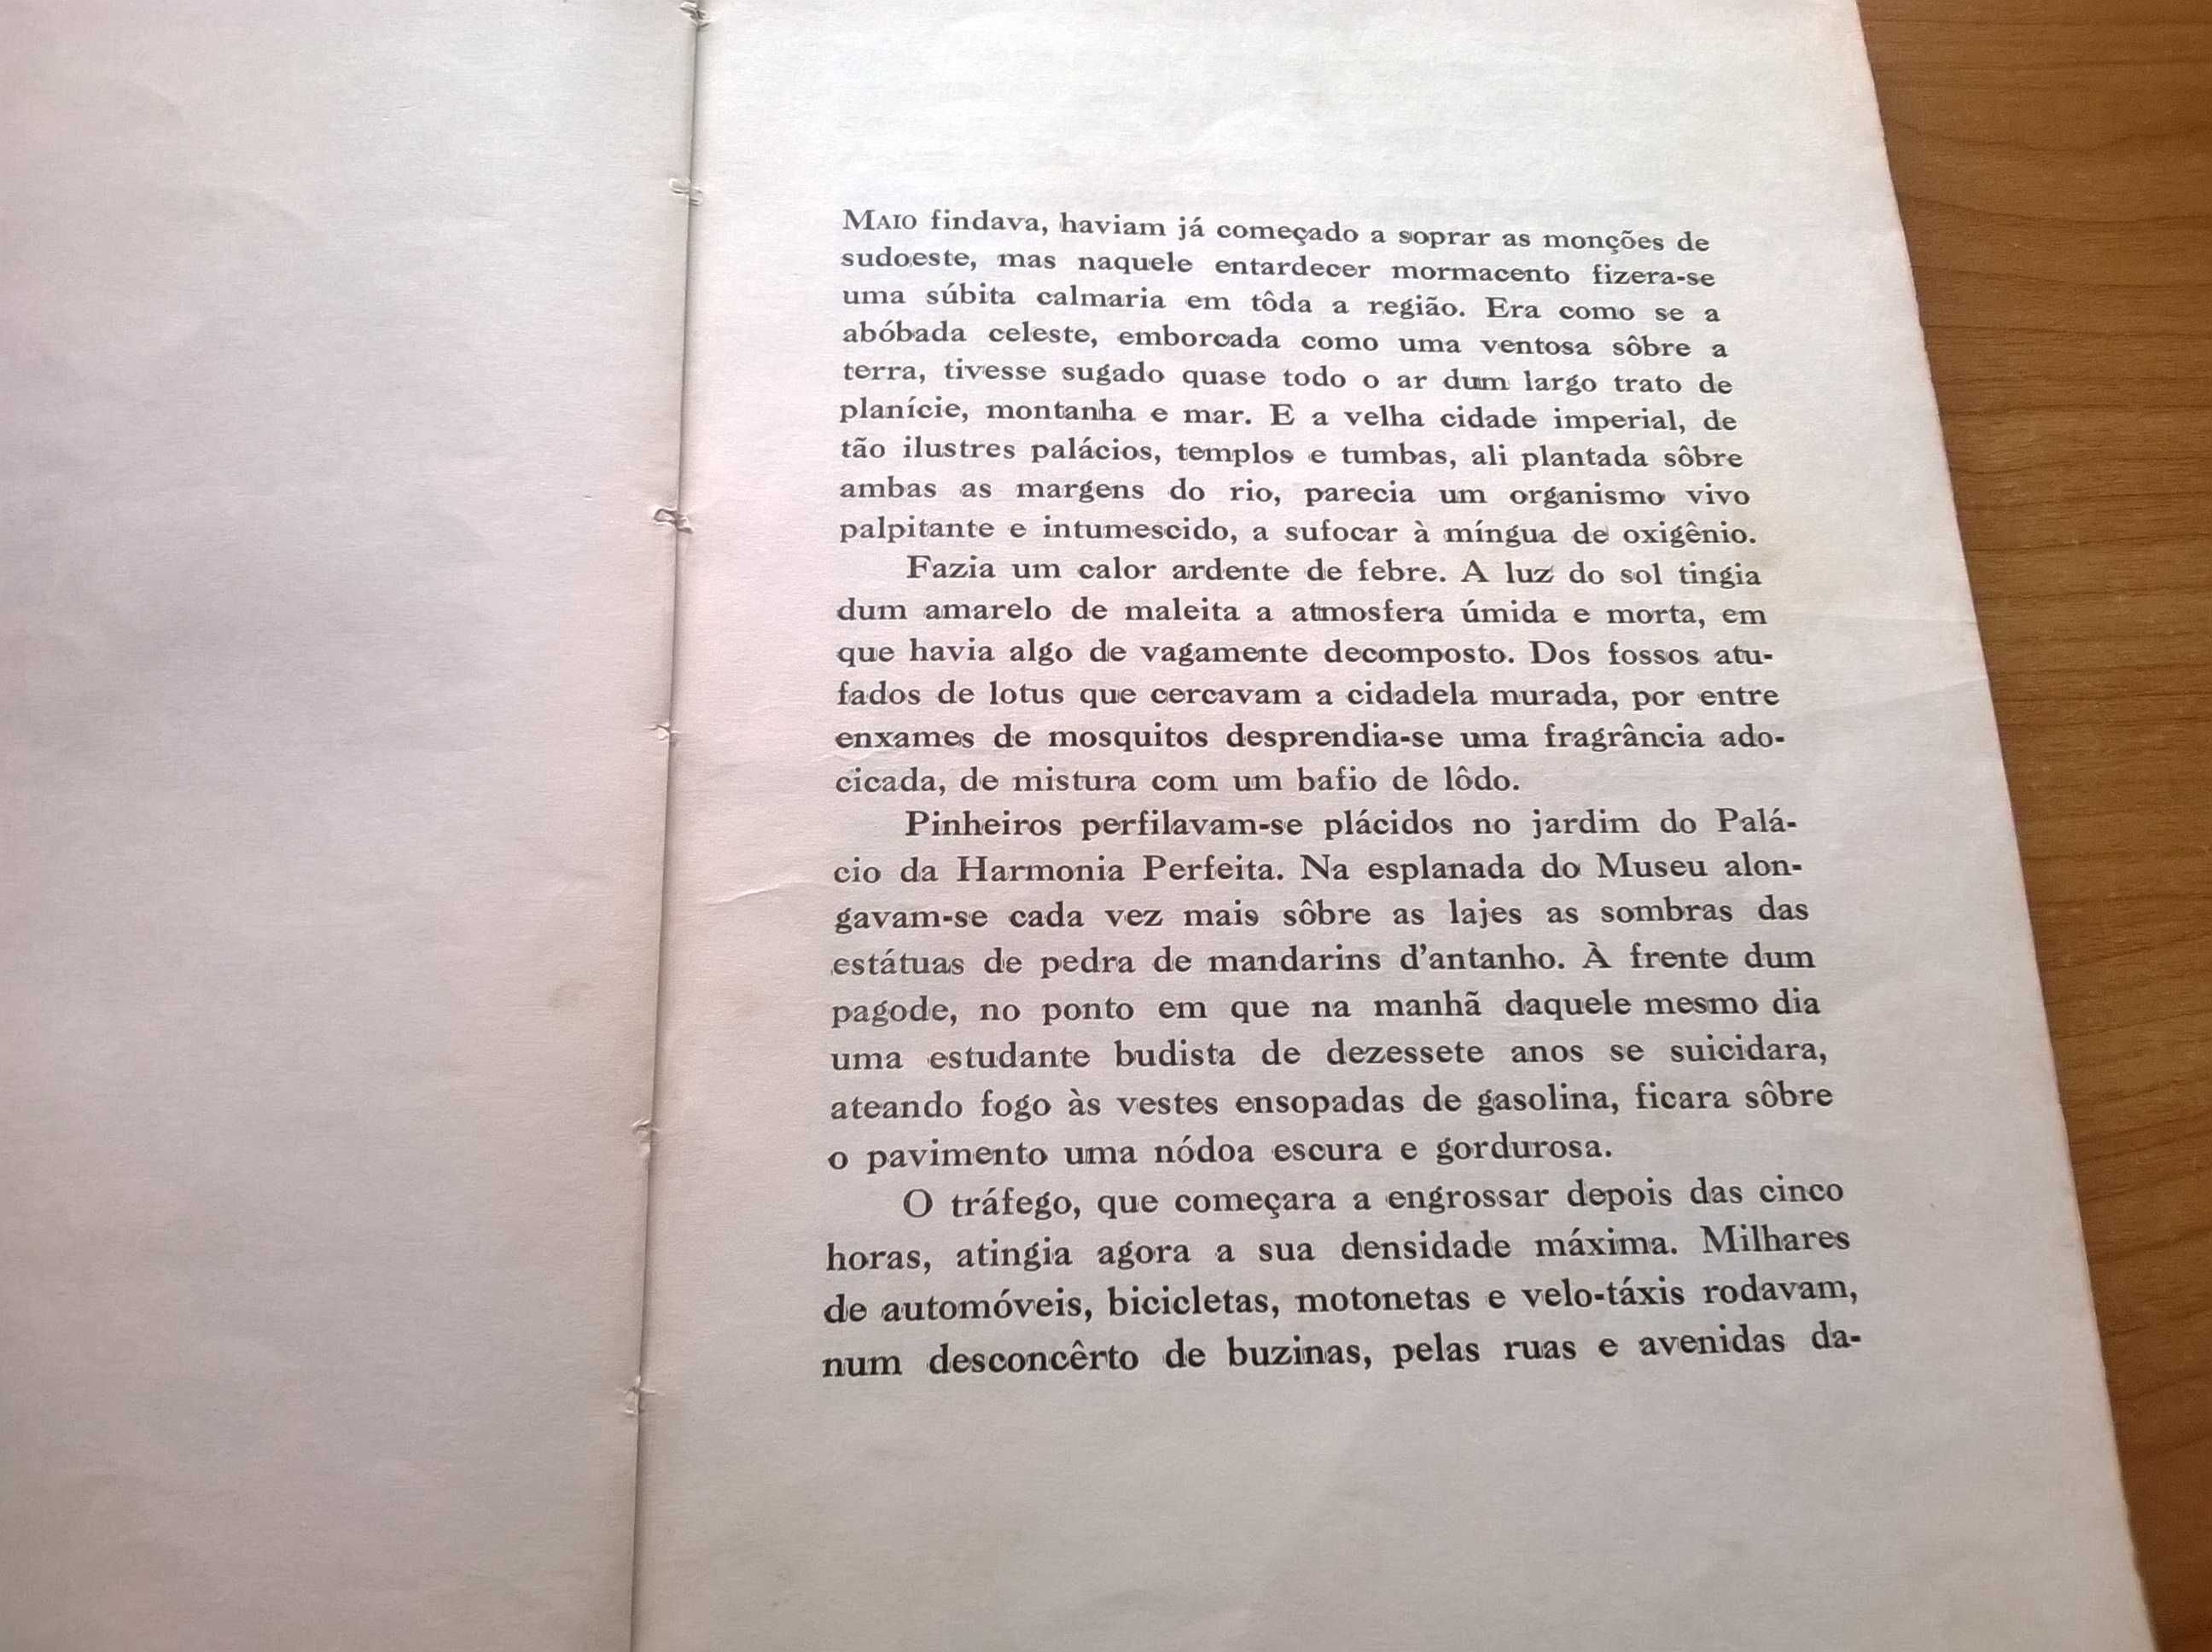 MAIO findava, haviam já começado a soprar as monções de
sudoeste, mas naquele entardecer mormacento fizera-se
uma súbita calmaria em tôda a região. Era como se a
abóbada celeste, emborcada como uma ventosa sôbre a
terra, tivesse sugado quase todo o ar dum largo trato de
planície, montanha e mar. E a velha cidade imperial, de
tão ilustres palácios, templos e tumbas, ali plantada sôbre
ambas as margens do rio, parecia um organismo vivo
palpitante e intumescido, a sufocar à míngua de oxigênio.
Fazia um calor ardente de febre. A luz do sol tingia
dum amarelo de maleita a atmosfera úmida e morta, em
que havia algo de vagamente decomposto. Dos fossos atu-
fados de lotus que cercavam a cidadela murada, por entre
enxames de mosquitos desprendia-se uma fragrância ado-
cicada, de mistura com um bafio de lôdo.
Pinheiros perfilavam-se plácidos no jardim do Palá-
cio da Harmonia Perfeita. Na esplanada do Museu alon-
gavam-se cada vez mais sôbre as lajes as sombras das
estátuas de pedra de mandarins d'antanho. À frente dum
pagode, no ponto em que na manhã daquele mesmo dia
uma estudante budista de dezessete anos se suicidara,
ateando fogo às vestes ensopadas de gasolina, ficara sôbre
o pavimento uma nódoa escura e gordurosa.
O tráfego, que começara a engrossar depois das cinco
horas, atingia agora a sua densidade máxima. Milhares
de automóveis, bicicletas, motonetas e velo-táxis rodavam,
num desconcêrto de buzinas, pelas ruas e avenidas da-